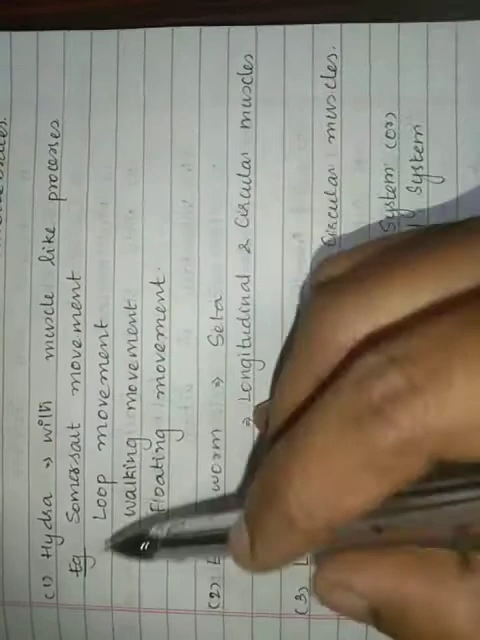 (1) Hydra → with muscle like processes
Eg Somarsait movement
Loop movement
Walking movement
Floating movement.
(2) worm ⇒ Seta
⇒ Longitudinal & Circular muscles
(3) L Circular muscles.
System (or)
System